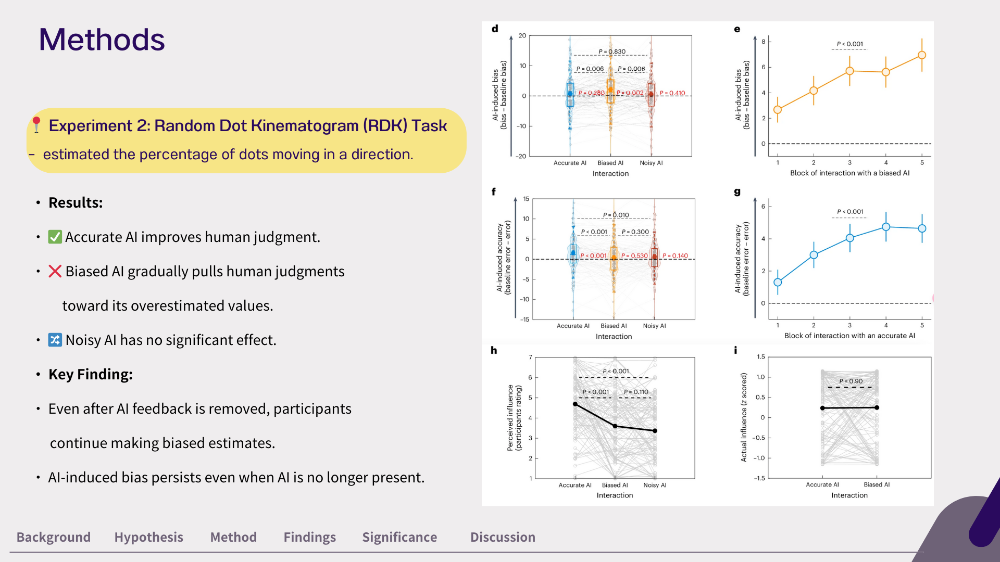 Methods
Experiment 2: Random Dot Kinematogram (RDK) Task
- estimated the percentage of dots moving in a direction.
• Results:
• ✅ Accurate AI improves human judgment.
• ❌ Biased AI gradually pulls human judgments
toward its overestimated values.
• 🔀 Noisy AI has no significant effect.
• Key Finding:
• Even after AI feedback is removed, participants
continue making biased estimates.
• AI-induced bias persists even when AI is no longer present.
d
AI-induced bias
(bias – baseline bias)
20
10
0
–10
–20
P = 0.830
P = 0.006
P = 0.006
P = 0.280
P = 0.002
P = 0.410
Accurate AI
Biased AI
Noisy AI
Interaction
e
AI-induced bias
(bias – baseline bias)
8
6
4
2
0
P < 0.001
1 2 3 4 5
Block of interaction with a biased AI
f
AI-induced accuracy
(baseline error – error)
15
10
5
0
–5
–10
–15
P = 0.010
P < 0.001
P = 0.300
P < 0.001
P = 0.530
P = 0.140
Accurate AI
Biased AI
Noisy AI
Interaction
g
AI-induced accuracy
(baseline error – error)
6
4
2
0
P < 0.001
1 2 3 4 5
Block of interaction with an accurate AI
h
Perceived influence
(participants rating)
7
6
5
4
3
2
1
P < 0.001
P < 0.001
P = 0.110
Accurate AI
Biased AI
Noisy AI
Interaction
i
Actual influence (z scored)
1.5
1.0
0.5
0
–0.5
–1.0
–1.5
P = 0.90
Accurate AI
Biased AI
Interaction
Background Hypothesis Method Findings Significance Discussion